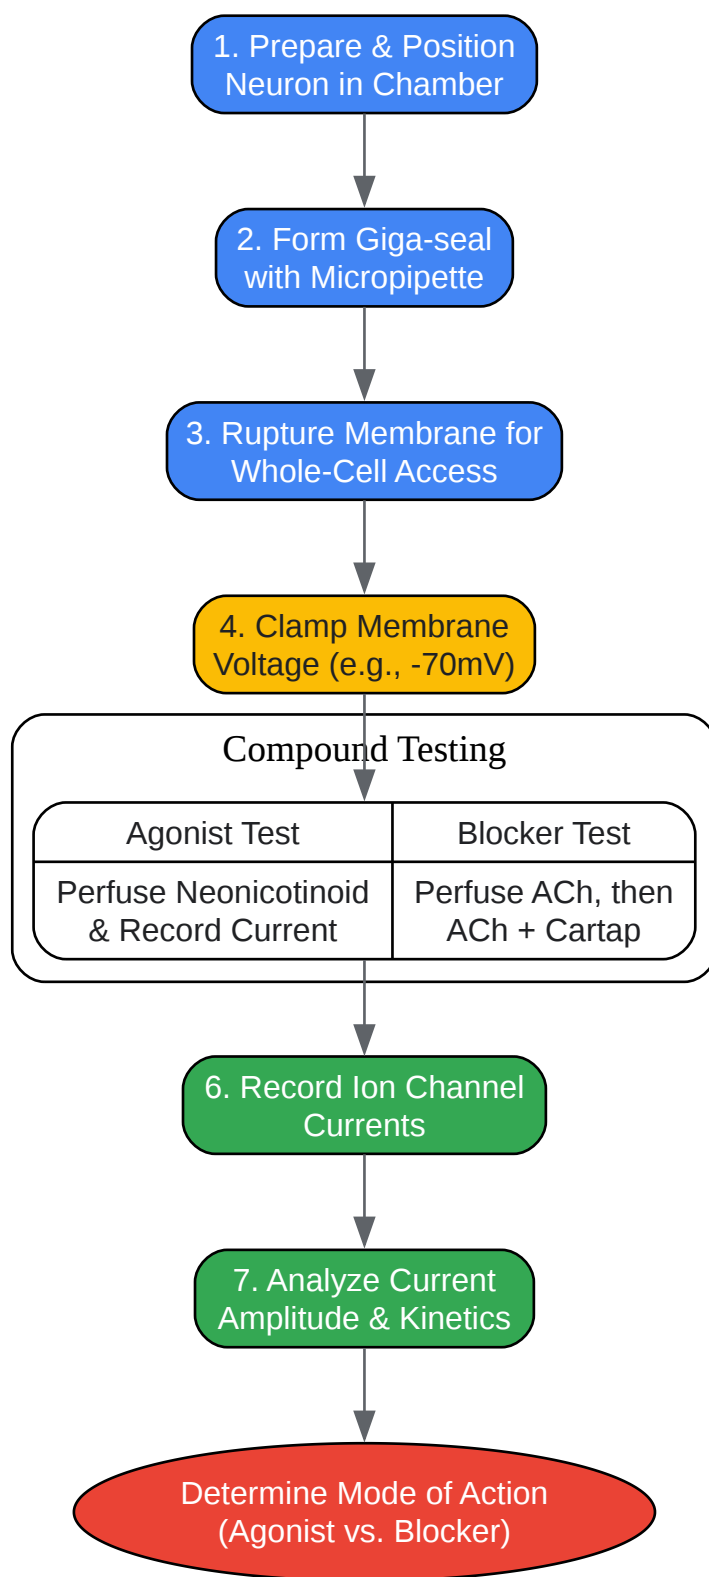 1. Prepare & Position
Neuron in Chamber
2. Form Giga-seal
with Micropipette
3. Rupture Membrane for
Whole-Cell Access
4. Clamp Membrane
Voltage (e.g., -70mV)
Compound Testing
Agonist Test
Perfuse Neonicotinoid
& Record Current
Blocker Test
Perfuse ACh, then
ACh + Cartap
6. Record Ion Channel
Currents
7. Analyze Current
Amplitude & Kinetics
Determine Mode of Action
(Agonist vs. Blocker)